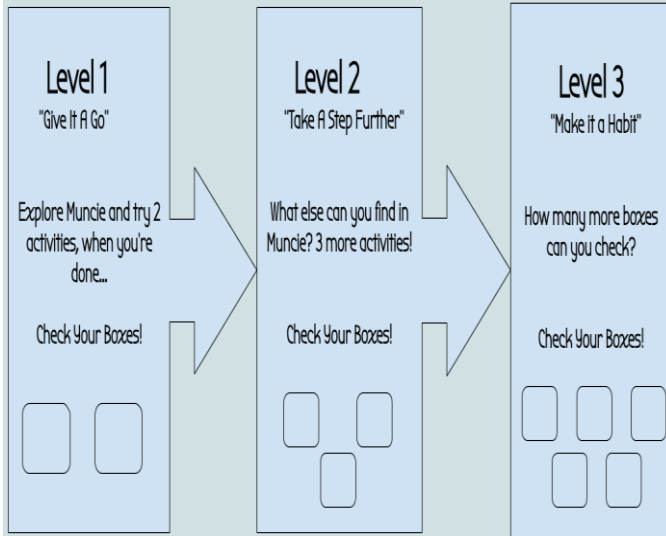 Level 1
"Give It A Go"
Explore Muncie and try 2
activities, when you're
done...
Check Your Boxes!
Level 2
"Take A Step Further"
What else can you find in
Muncie? 3 more activities!
Check Your Boxes!
Level 3
"Make it a Habit"
How many more boxes
can you check?
Check Your Boxes!